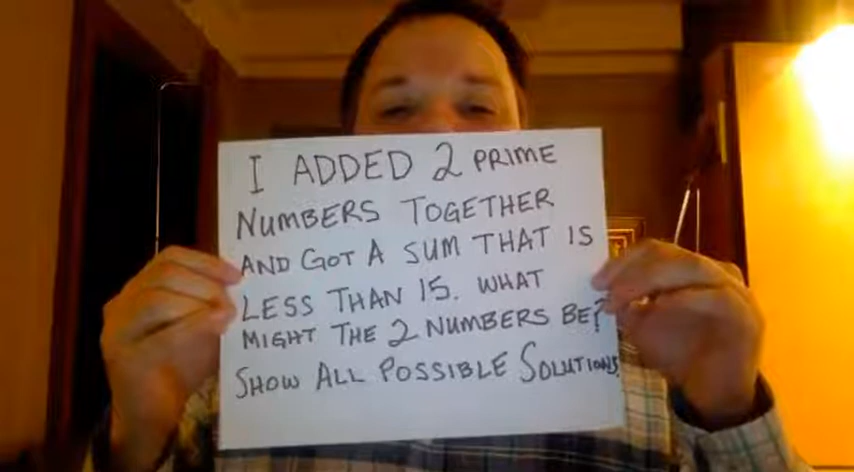 I ADDED 2 PRIME
NUMBERS TOGETHER
AND GOT A SUM THAT IS
LESS THAN 15. WHAT
MIGHT THE 2 NUMBERS BE?
SHOW ALL POSSIBLE SOLUTIONS.